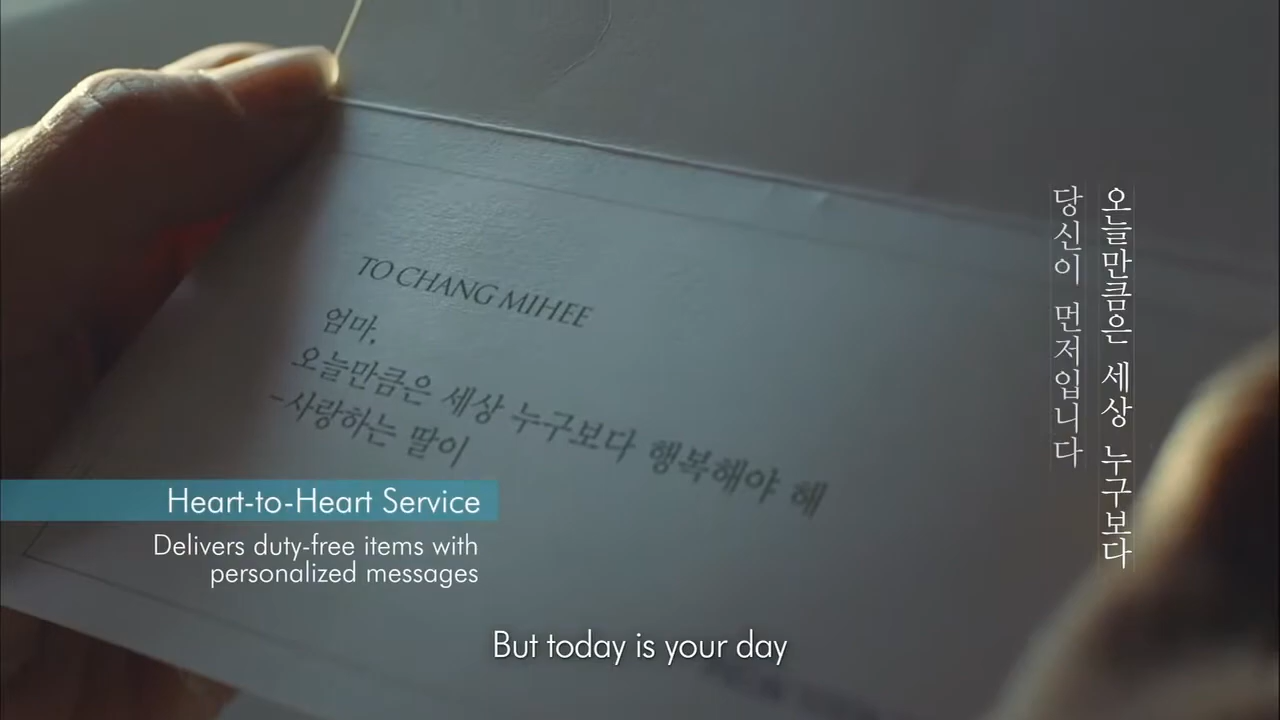 TO CHANG MIHEE
엄마,
오늘만큼은 세상 누구보다 행복해야 해
-사랑하는 딸이
오늘만큼은 세상 누구보다
당신이 먼저입니다
Heart-to-Heart Service
Delivers duty-free items with
personalized messages
But today is your day